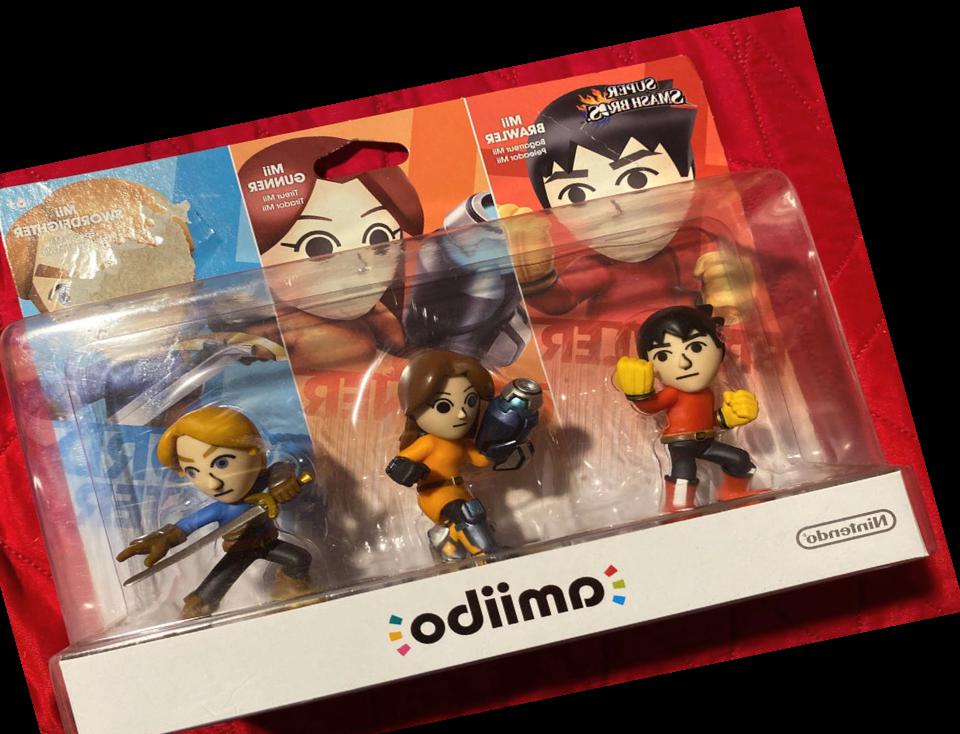 SUPER
SMASH BROS.
Mii
BRAWLER
Bagarreur Mii
Peleador Mii
Mii
GUNNER
Tireur Mii
Tirador Mii
Mii
SWORDFIGHTER
amiibo
Nintendo